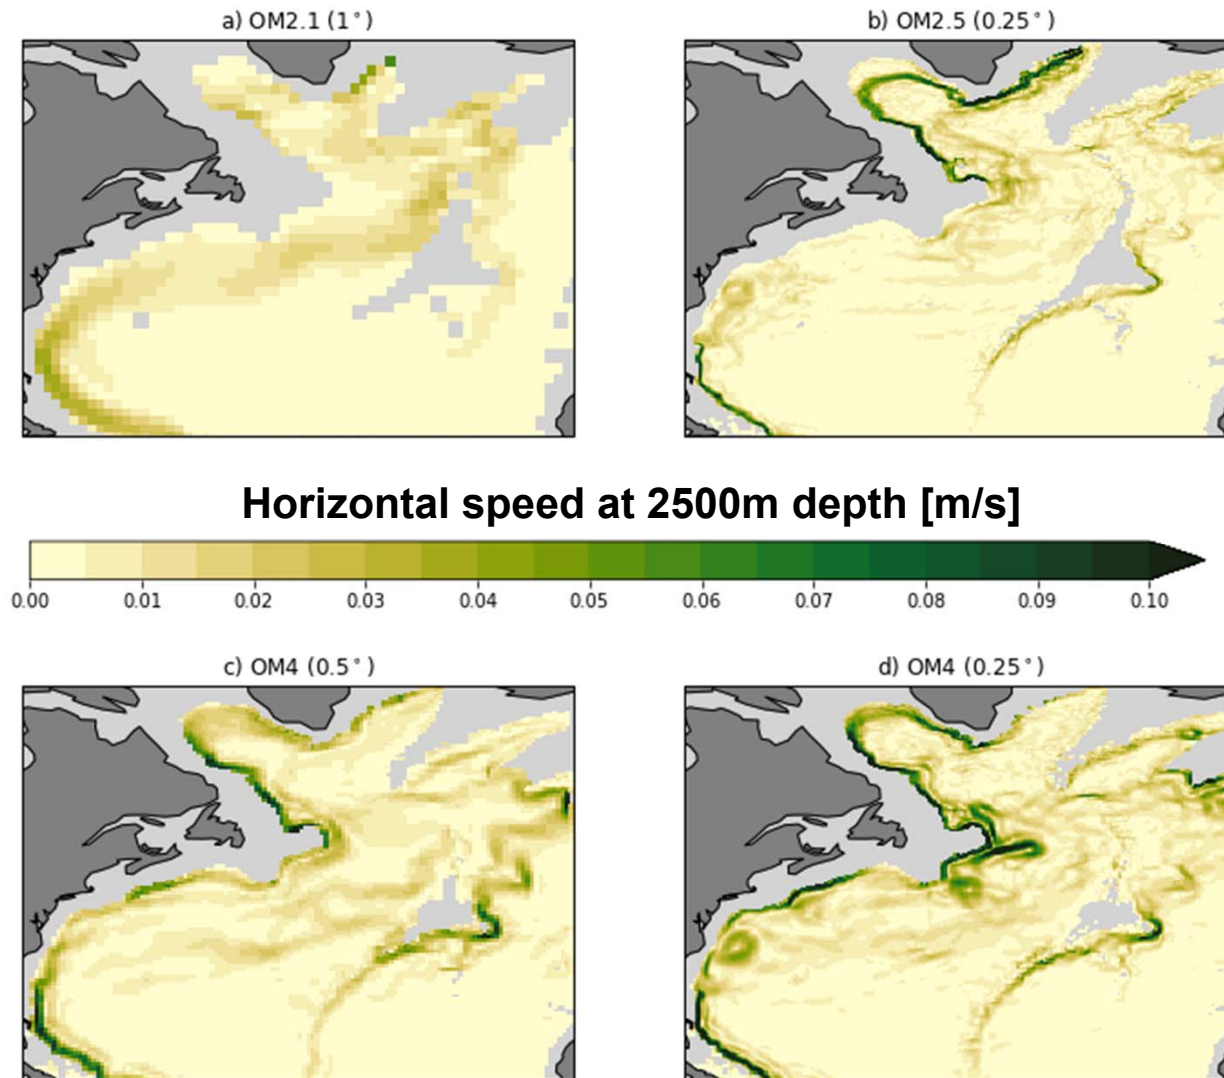 a) OM2.1 (1°)
b) OM2.5 (0.25°)
Horizontal speed at 2500m depth [m/s]
0.00 0.01 0.02 0.03 0.04 0.05 0.06 0.07 0.08 0.09 0.10
c) OM4 (0.5°)
d) OM4 (0.25°)